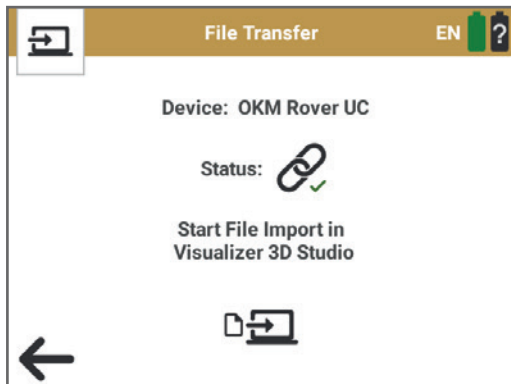 File Transfer EN ?
Device: OKM Rover UC
Status:
Start File Import in
Visualizer 3D Studio